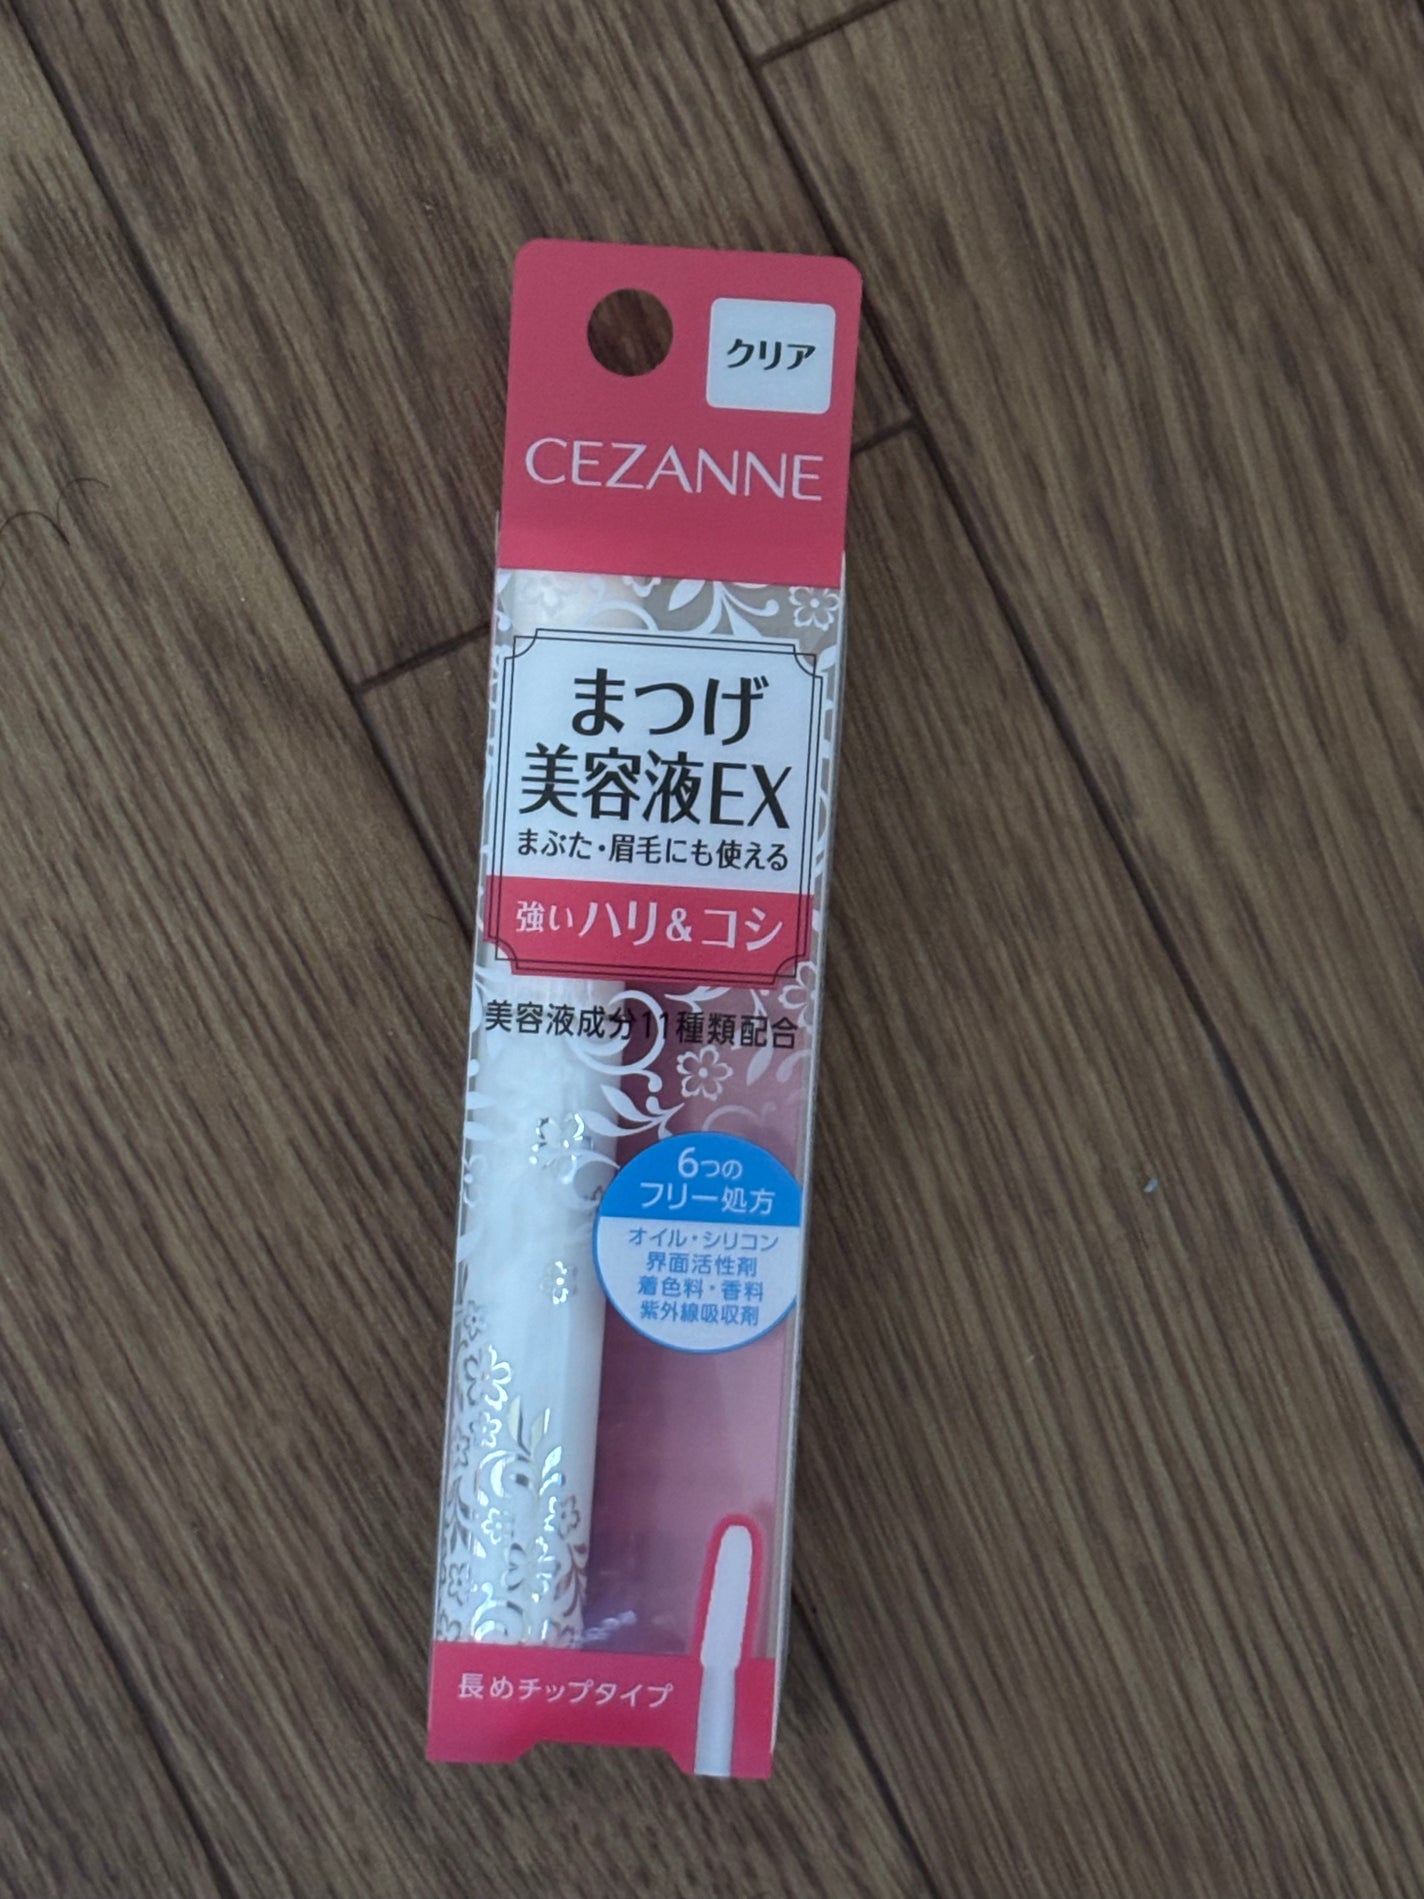 クリア
CEZANNE
まつげ
美容液EX
まぶた・眉毛にも使える
強いハリ&コシ
美容液成分11種類配合
6つの
フリー処方
オイル・シリコン
界面活性剤
着色料・香料
紫外線吸収剤
長めチップタイプ